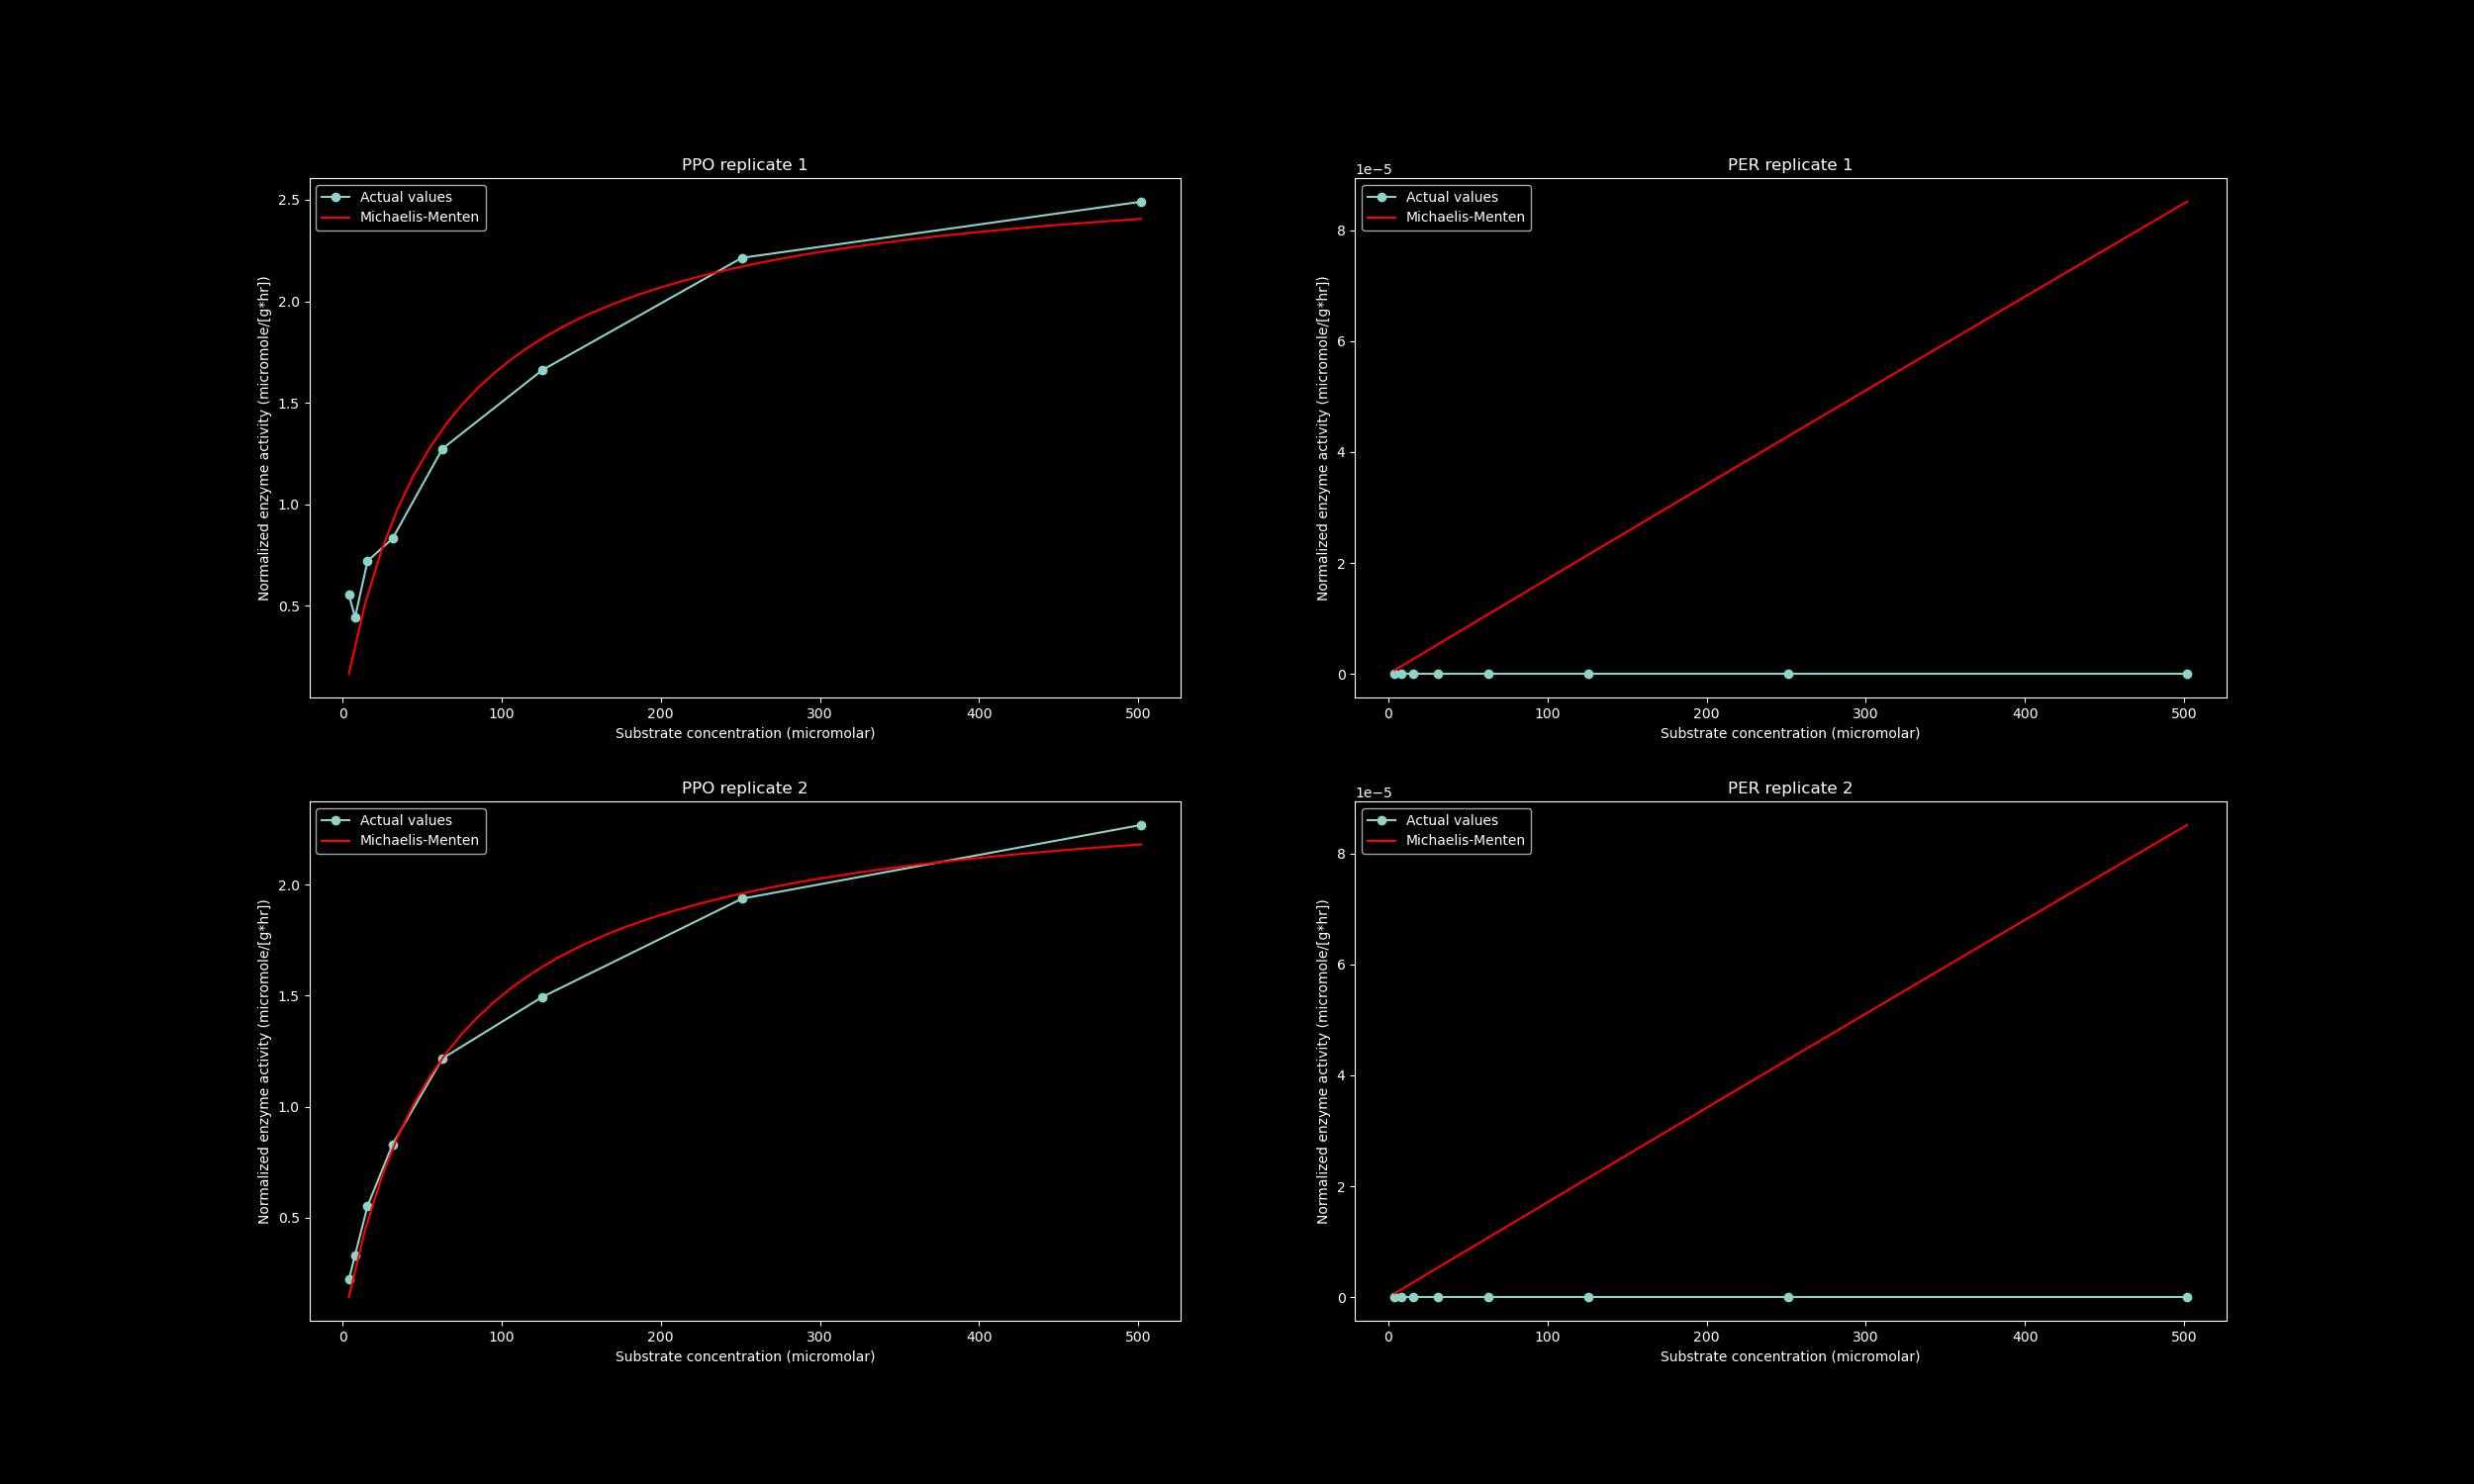 PPO replicate 1
Actual values
Michaelis-Menten
Normalized enzyme activity (micromole/[g*hr])
2.5
2.0
1.5
1.0
0.5
0 100 200 300 400 500
Substrate concentration (micromolar)
PER replicate 1
1e−5
Actual values
Michaelis-Menten
Normalized enzyme activity (micromole/[g*hr])
8
6
4
2
0
0 100 200 300 400 500
Substrate concentration (micromolar)
PPO replicate 2
Actual values
Michaelis-Menten
Normalized enzyme activity (micromole/[g*hr])
2.0
1.5
1.0
0.5
0 100 200 300 400 500
Substrate concentration (micromolar)
PER replicate 2
1e−5
Actual values
Michaelis-Menten
Normalized enzyme activity (micromole/[g*hr])
8
6
4
2
0
0 100 200 300 400 500
Substrate concentration (micromolar)